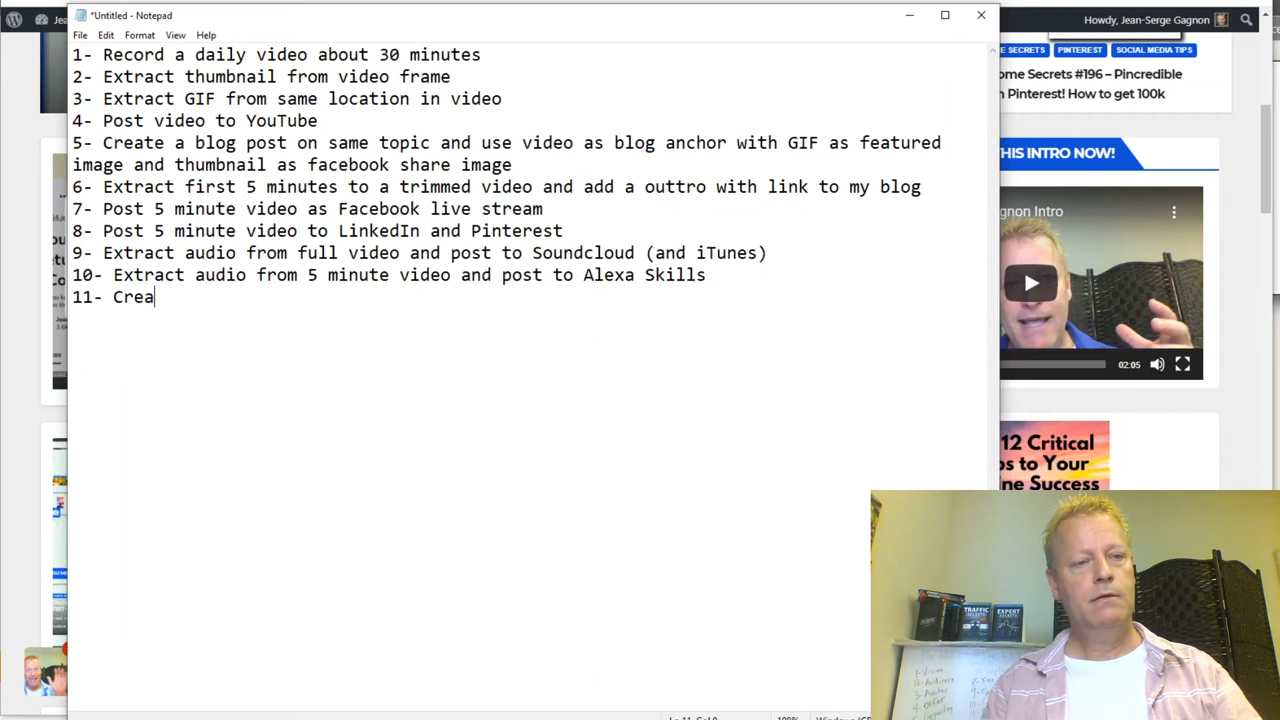 *Untitled - Notepad
Howdy, Jean-Serge Gagnon
File Edit Format View Help
1- Record a daily video about 30 minutes
2- Extract thumbnail from video frame
3- Extract GIF from same location in video
4- Post video to YouTube
5- Create a blog post on same topic and use video as blog anchor with GIF as featured
image and thumbnail as facebook share image
6- Extract first 5 minutes to a trimmed video and add a outtro with link to my blog
7- Post 5 minute video as Facebook live stream
8- Post 5 minute video to LinkedIn and Pinterest
9- Extract audio from full video and post to Soundcloud (and iTunes)
10- Extract audio from 5 minute video and post to Alexa Skills
11- Crea
E SECRETS PINTEREST SOCIAL MEDIA TIPS
ome Secrets #196 – Pincredible
n Pinterest! How to get 100k
THIS INTRO NOW!
gnon Intro
02:05
12 Critical
ps to Your
ne Success
TRAFFIC
SECRETS
EXPERT
SECRETS
100%